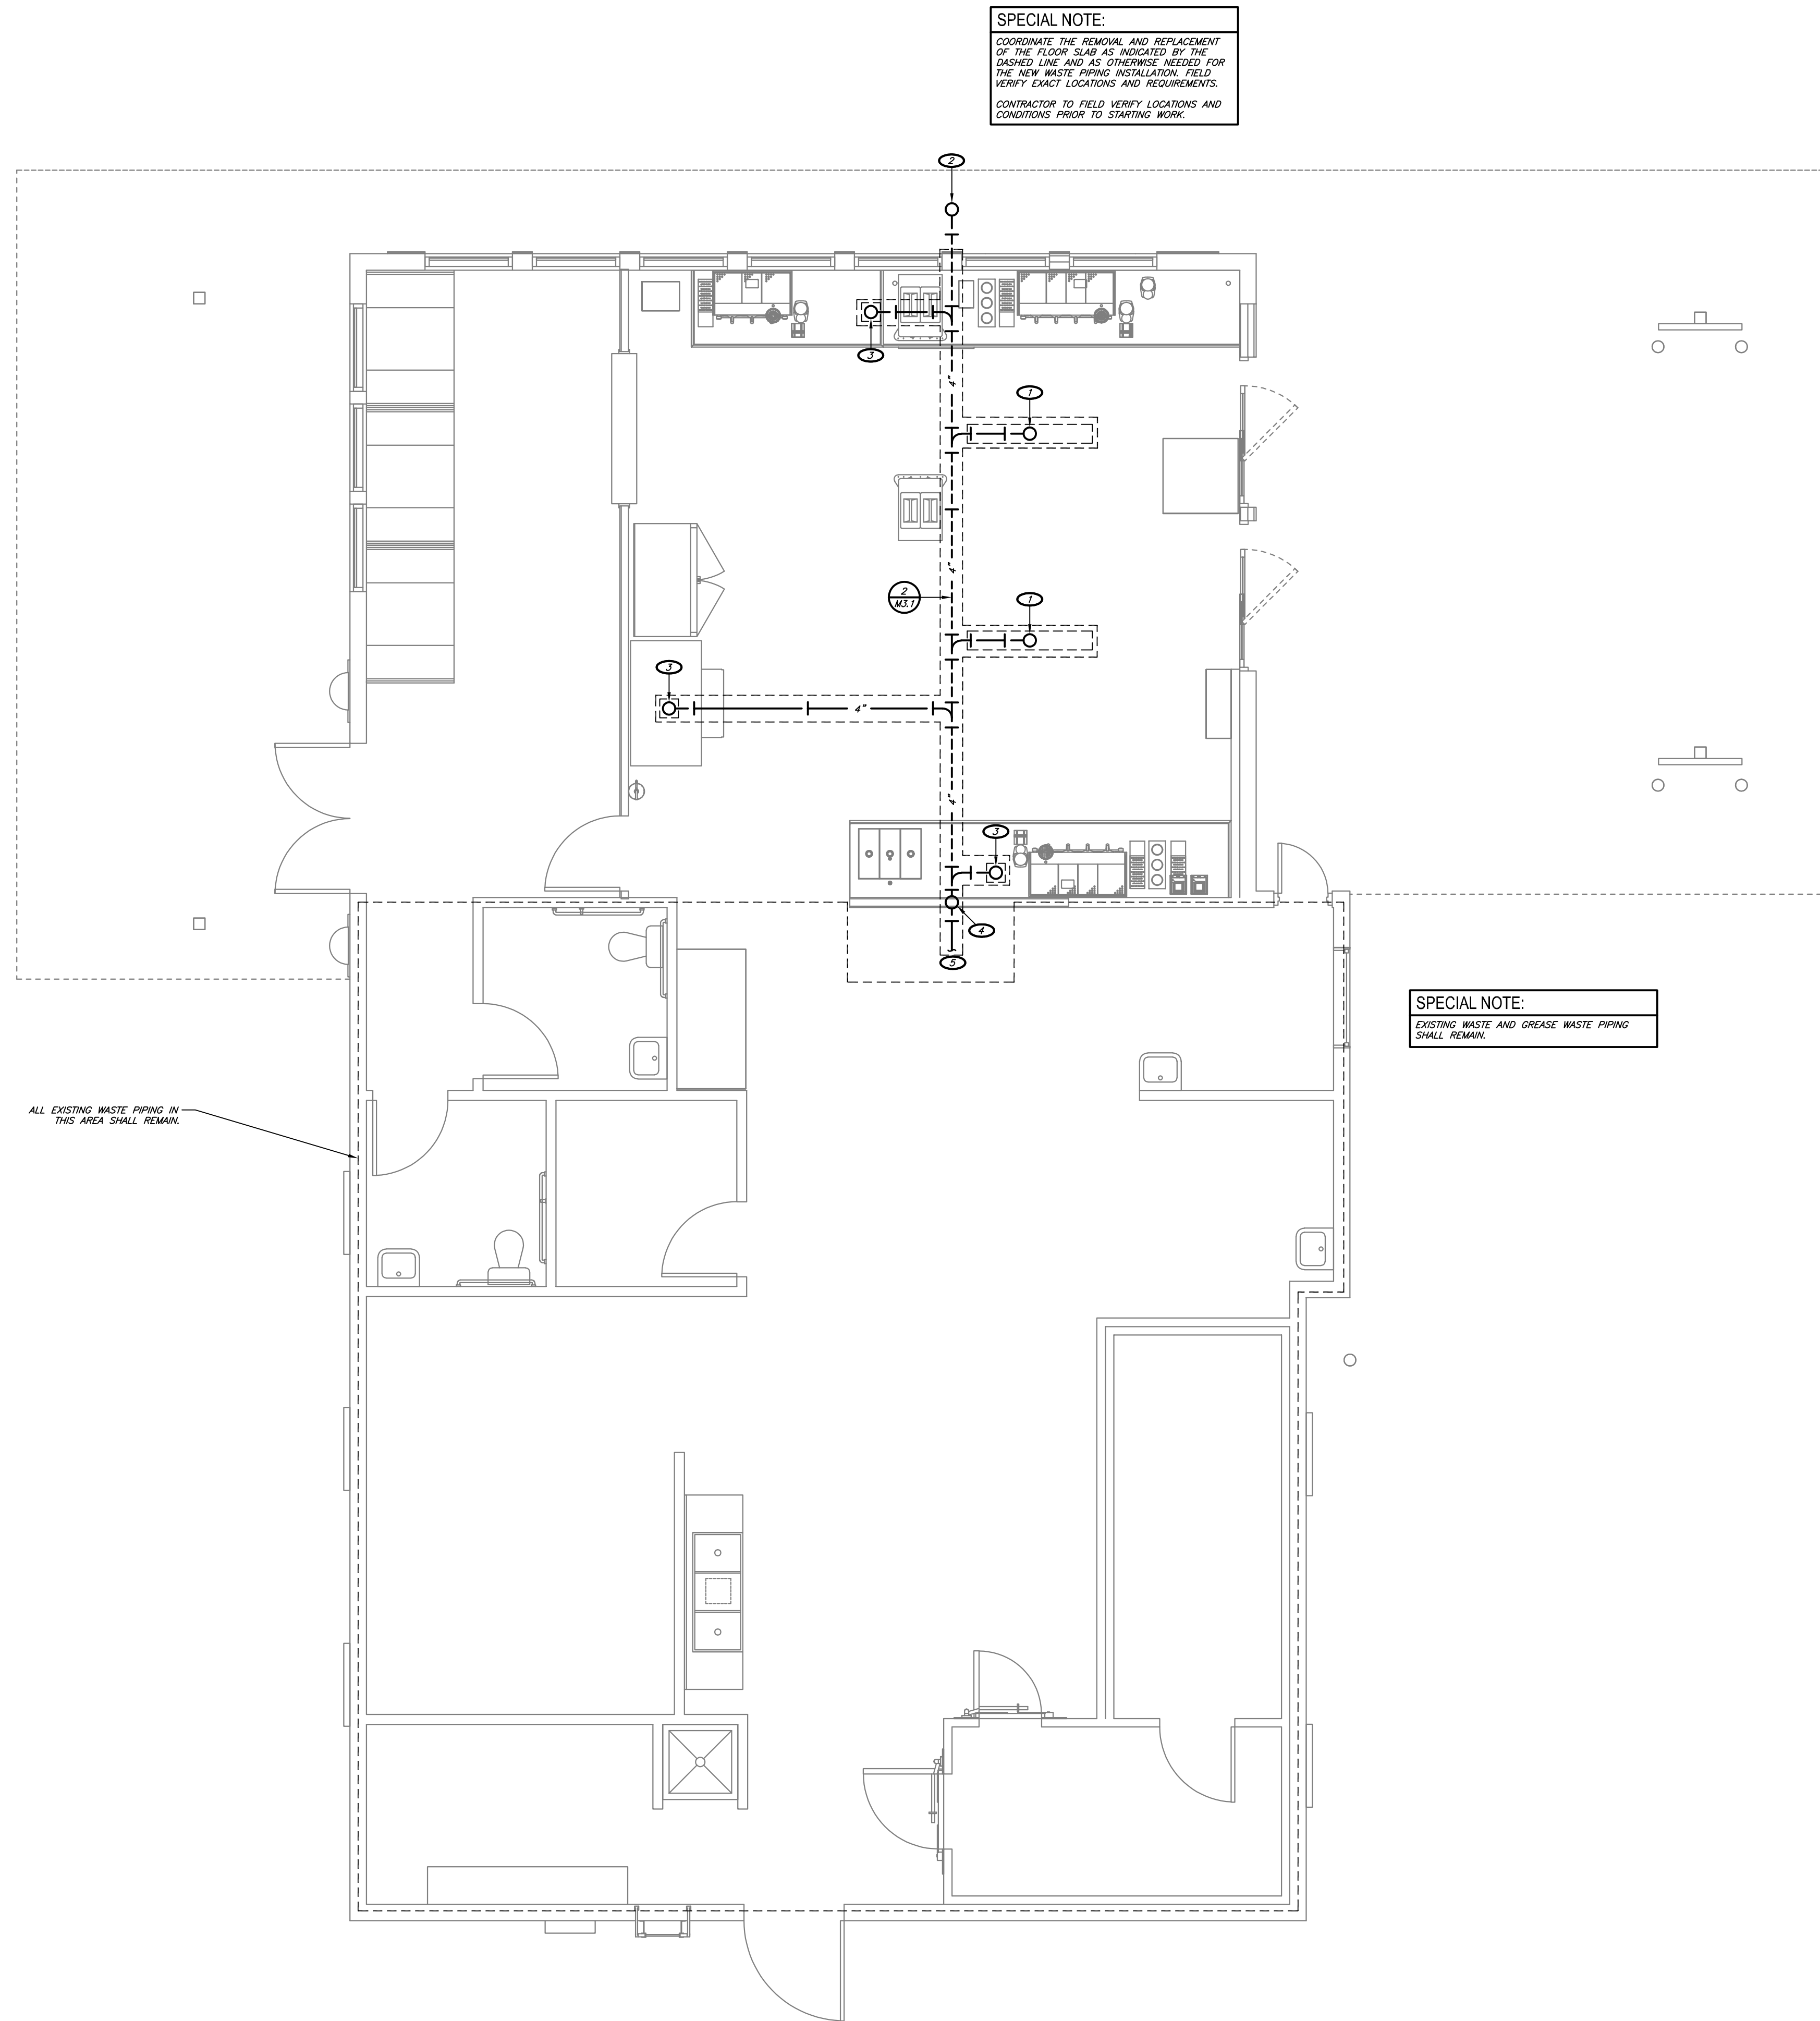 SPECIAL NOTE:
COORDINATE THE REMOVAL AND REPLACEMENT
OF THE FLOOR SLAB AS INDICATED BY THE
DASHED LINE AND AS OTHERWISE NEEDED FOR
THE NEW WASTE PIPING INSTALLATION. FIELD
VERIFY EXACT LOCATIONS AND REQUIREMENTS.
CONTRACTOR TO FIELD VERIFY LOCATIONS AND
CONDITIONS PRIOR TO STARTING WORK.
2
3
4"
1
4"
2
M3.1
1
3
4"
4"
3
4
5
SPECIAL NOTE:
EXISTING WASTE AND GREASE WASTE PIPING
SHALL REMAIN.
ALL EXISTING WASTE PIPING IN
THIS AREA SHALL REMAIN.